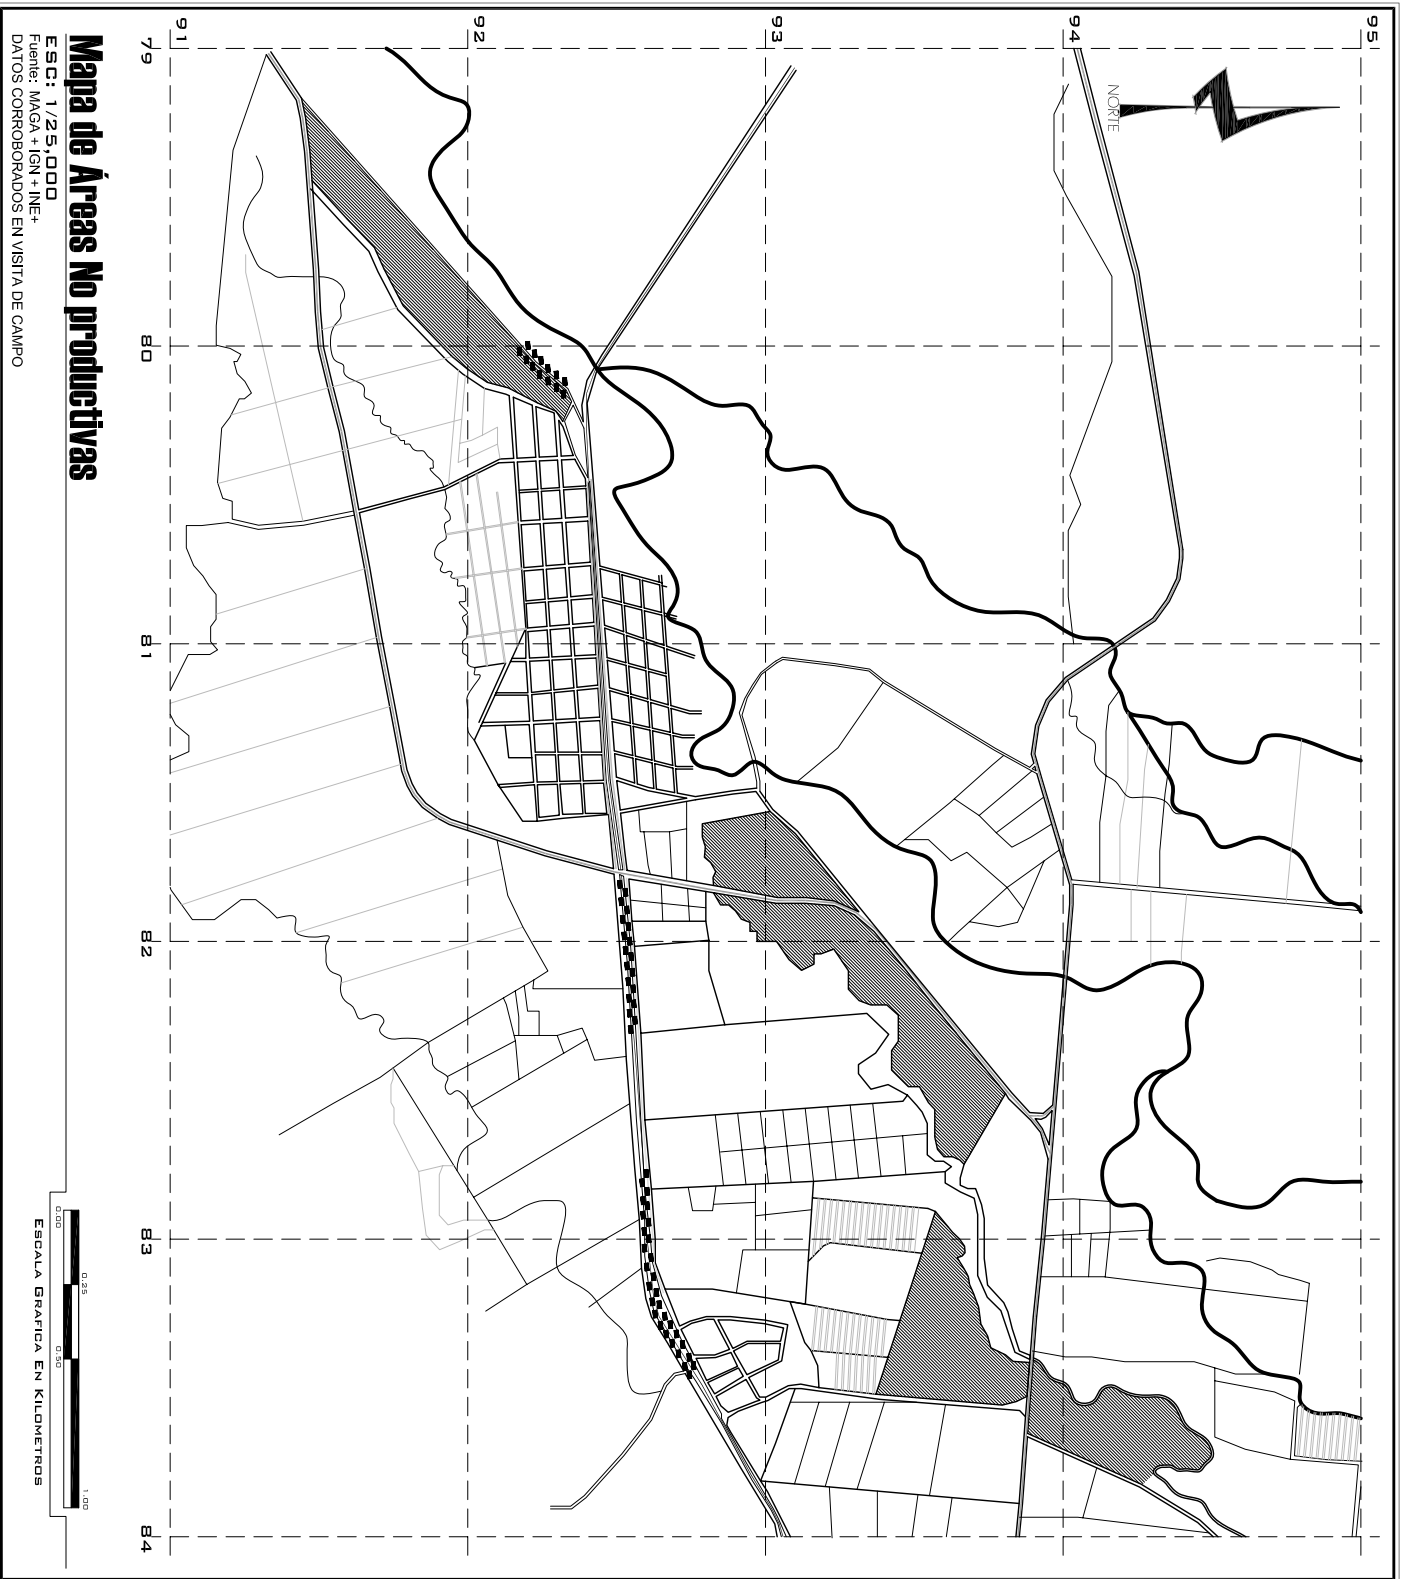 Mapa de Áreas No productivas
ESC: 1/25,000
Fuente: MAGA + IGN + INE+
DATOS CORROBORADOS EN VISITA DE CAMPO
NORTE
95
94
93
92
91
79
80
81
82
83
84
0.00
0.25
0.50
1.00
ESCALA GRAFICA EN KILOMETROS